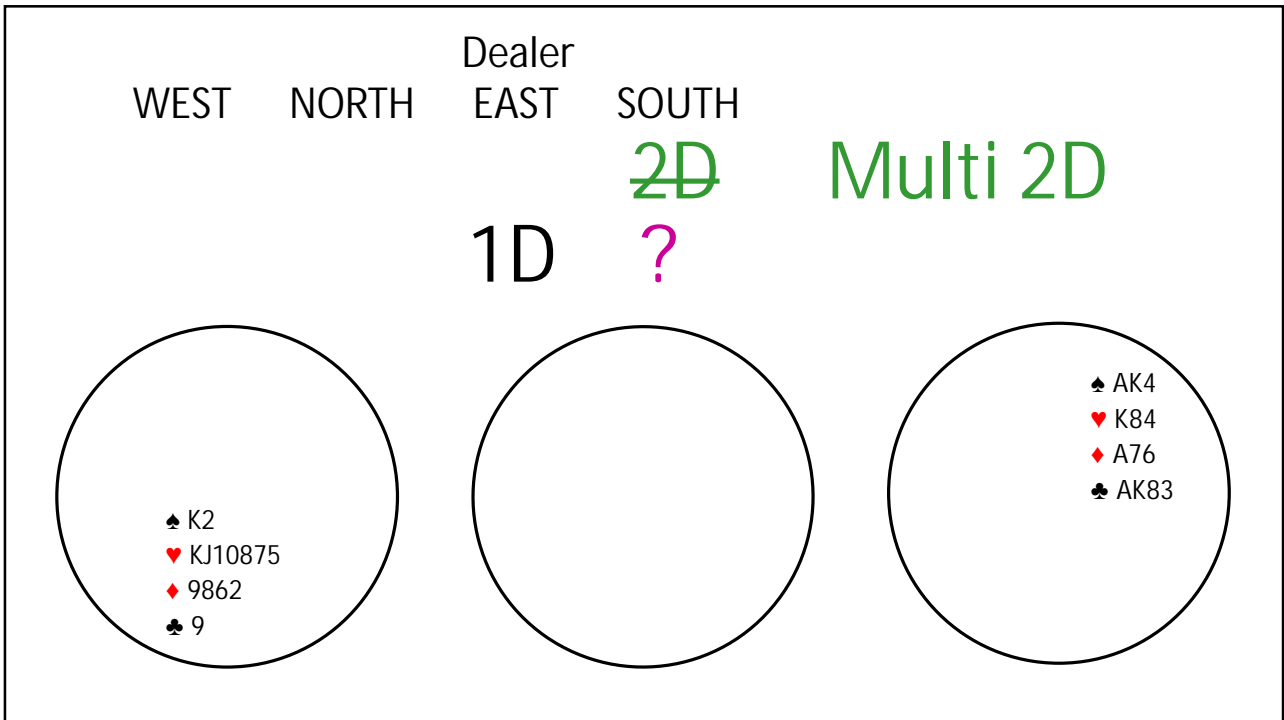 Dealer
WEST NORTH EAST SOUTH
2D Multi 2D
1D ?
♠ K2
♥ KJ10875
♦ 9862
♣ 9
♠ AK4
♥ K84
♦ A76
♣ AK83